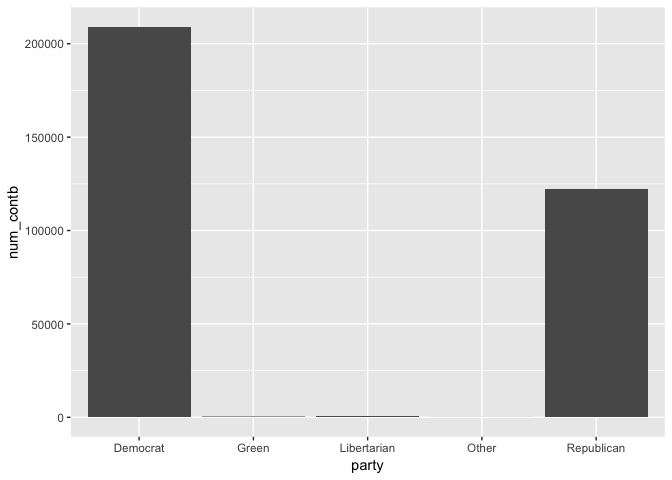 200000
150000
100000
50000
0
num_contb
Democrat Green Libertarian Other Republican
party